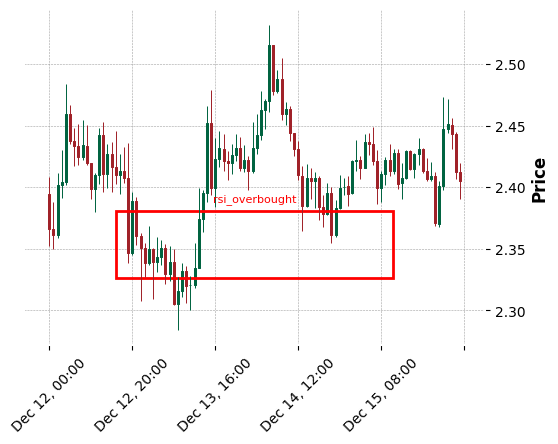 2.50
2.45
2.40
2.35
2.30
Price
rsi_overbought
Dec 12, 00:00
Dec 12, 20:00
Dec 13, 16:00
Dec 14, 12:00
Dec 15, 08:00